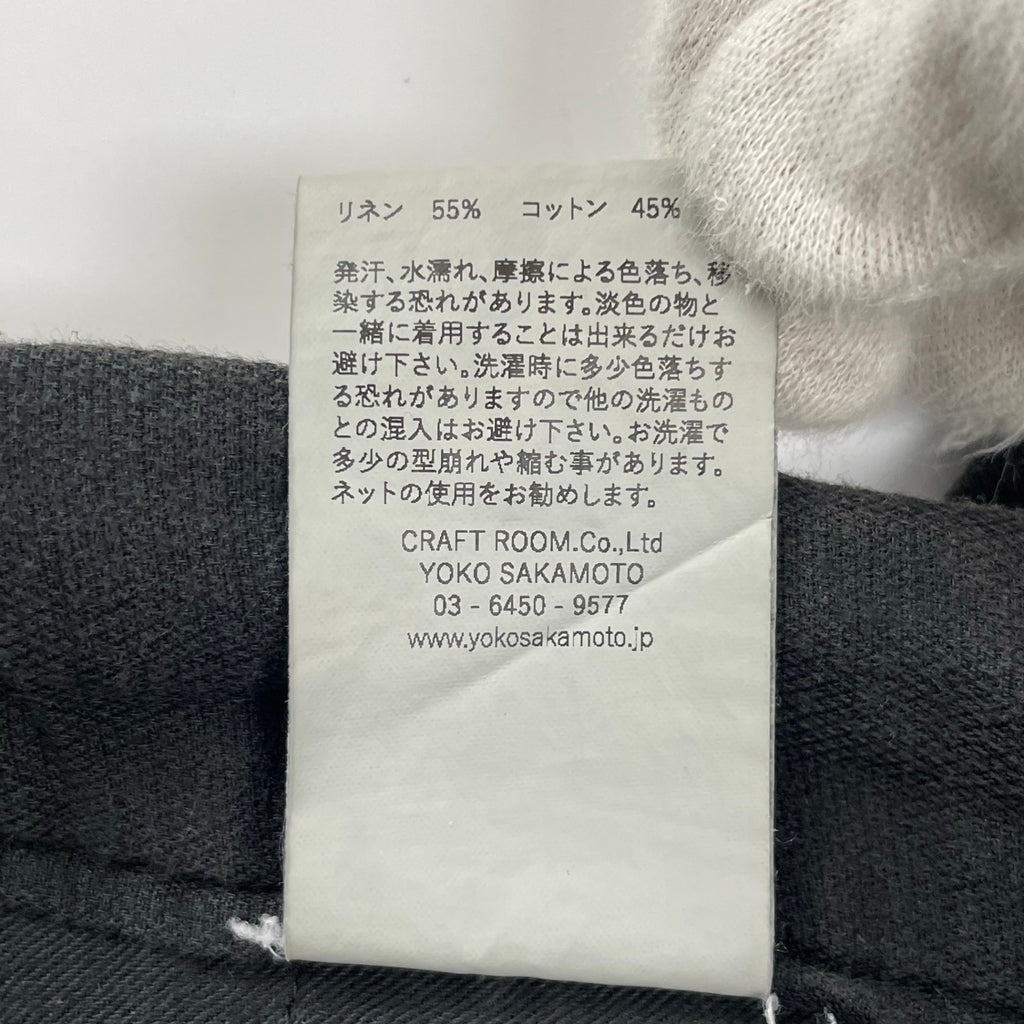 リネン 55% コットン 45%
発汗、水濡れ、摩擦による色落ち、移
染する恐れがあります。淡色の物と
一緒に着用することは出来るだけお
避け下さい。洗濯時に多少色落ちす
る恐れがありますので他の洗濯もの
との混入はお避け下さい。お洗濯で
多少の型崩れや縮む事があります。
ネットの使用をお勧めします。
CRAFT ROOM.Co.,Ltd
YOKO SAKAMOTO
03 - 6450 - 9577
www.yokosakamoto.jp